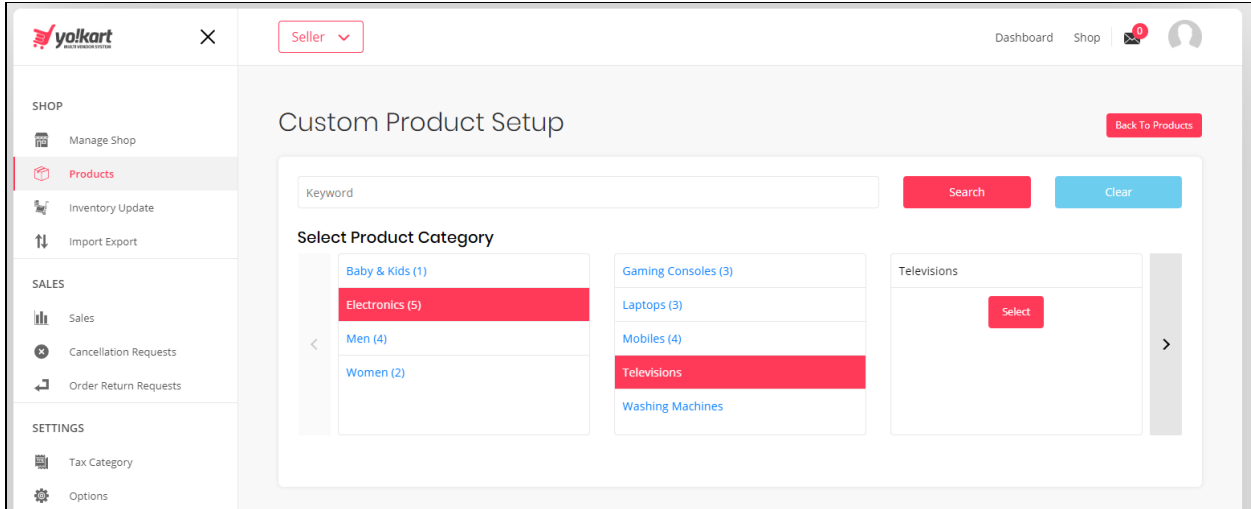 yo!kart
MULTI VENDOR SYSTEM
Seller
Dashboard
Shop
0
SHOP
Manage Shop
Products
Inventory Update
Import Export
SALES
Sales
Cancellation Requests
Order Return Requests
SETTINGS
Tax Category
Options
Custom Product Setup
Back To Products
Keyword
Search
Clear
Select Product Category
Baby & Kids (1)
Electronics (5)
Men (4)
Women (2)
Gaming Consoles (3)
Laptops (3)
Mobiles (4)
Televisions
Washing Machines
Televisions
Select